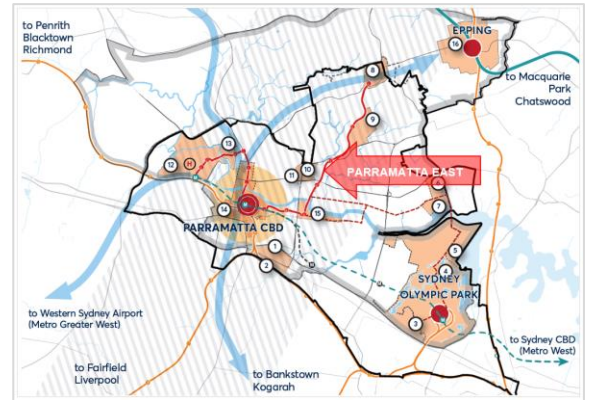 to Penrith
Blacktown
Richmond
EPPING
16
to Macquarie
Park
Chatswood
8
9
13
12
H
11
10
PARRAMATTA EAST
14
15
7
PARRAMATTA CBD
1
2
5
4
SYDNEY
OLYMPIC PARK
3
to Western Sydney Airport
(Metro Greater West)
to Sydney CBD
(Metro West)
to Fairfield
Liverpool
to Bankstown
Kogarah